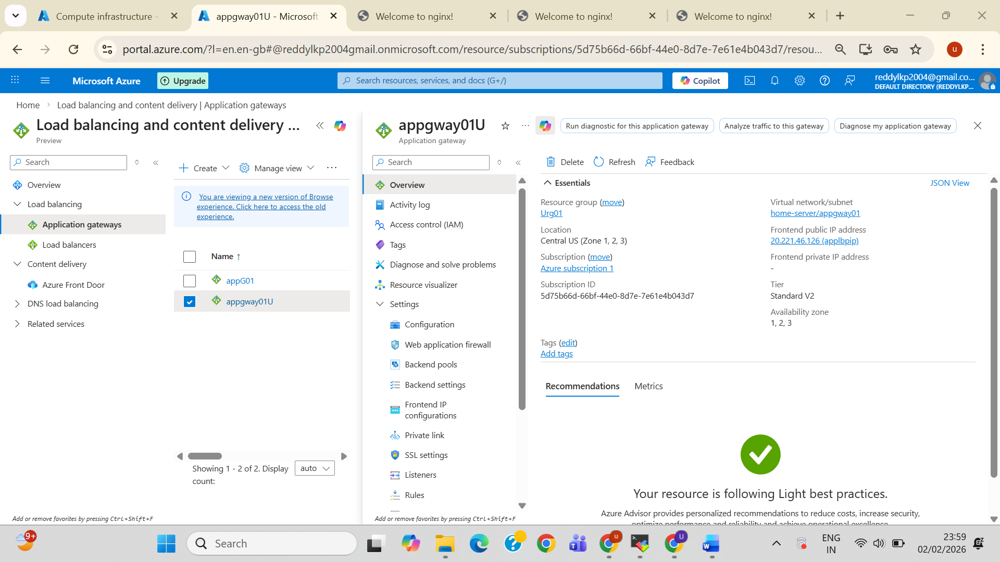 Compute infrastructure -
appgway01U - Microsoft
Welcome to nginx!
Welcome to nginx!
Welcome to nginx!
portal.azure.com/?l=en.en-gb#@reddylkp2004gmail.onmicrosoft.com/resource/subscriptions/5d75b66d-66bf-44e0-8d7e-7e61e4b043d7/resou...
u
Microsoft Azure
Upgrade
Search resources, services, and docs (G+/)
Copilot
reddylkp2004@gmail.co...
DEFAULT DIRECTORY (REDDYLKP...
Home
Load balancing and content delivery | Application gateways
Load balancing and content delivery ...
Preview
Search
Overview
Load balancing
Application gateways
Load balancers
Content delivery
Azure Front Door
DNS load balancing
Related services
Add or remove favorites by pressing Ctrl+Shift+F
Create
Manage view
...
You are viewing a new version of Browse
experience. Click here to access the old
experience.
Name ↑
appG01
appgway01U
Showing 1 - 2 of 2. Display
count:
auto
appgway01U
Application gateway
...
Run diagnostic for this application gateway
Analyze traffic to this gateway
Diagnose my application gateway
Search
Overview
Activity log
Access control (IAM)
Tags
Diagnose and solve problems
Resource visualizer
Settings
Configuration
Web application firewall
Backend pools
Backend settings
Frontend IP
configurations
Private link
SSL settings
Listeners
Rules
Add or remove favorites by pressing Ctrl+Shift+F
Delete
Refresh
Feedback
Essentials
JSON View
Resource group (move)
Urg01
Location
Central US (Zone 1, 2, 3)
Subscription (move)
Azure subscription 1
Subscription ID
5d75b66d-66bf-44e0-8d7e-7e61e4b043d7
Virtual network/subnet
home-server/appgway01
Frontend public IP address
20.221.46.126 (applbpip)
Frontend private IP address
-
Tier
Standard V2
Availability zone
1, 2, 3
Tags (edit)
Add tags
Recommendations
Metrics
Your resource is following Light best practices.
Azure Advisor provides personalized recommendations to reduce costs, increase security,
optimize performance and reliability and achieve operational excellence.
9+
Search
u
U
ENG
IN
23:59
02/02/2026